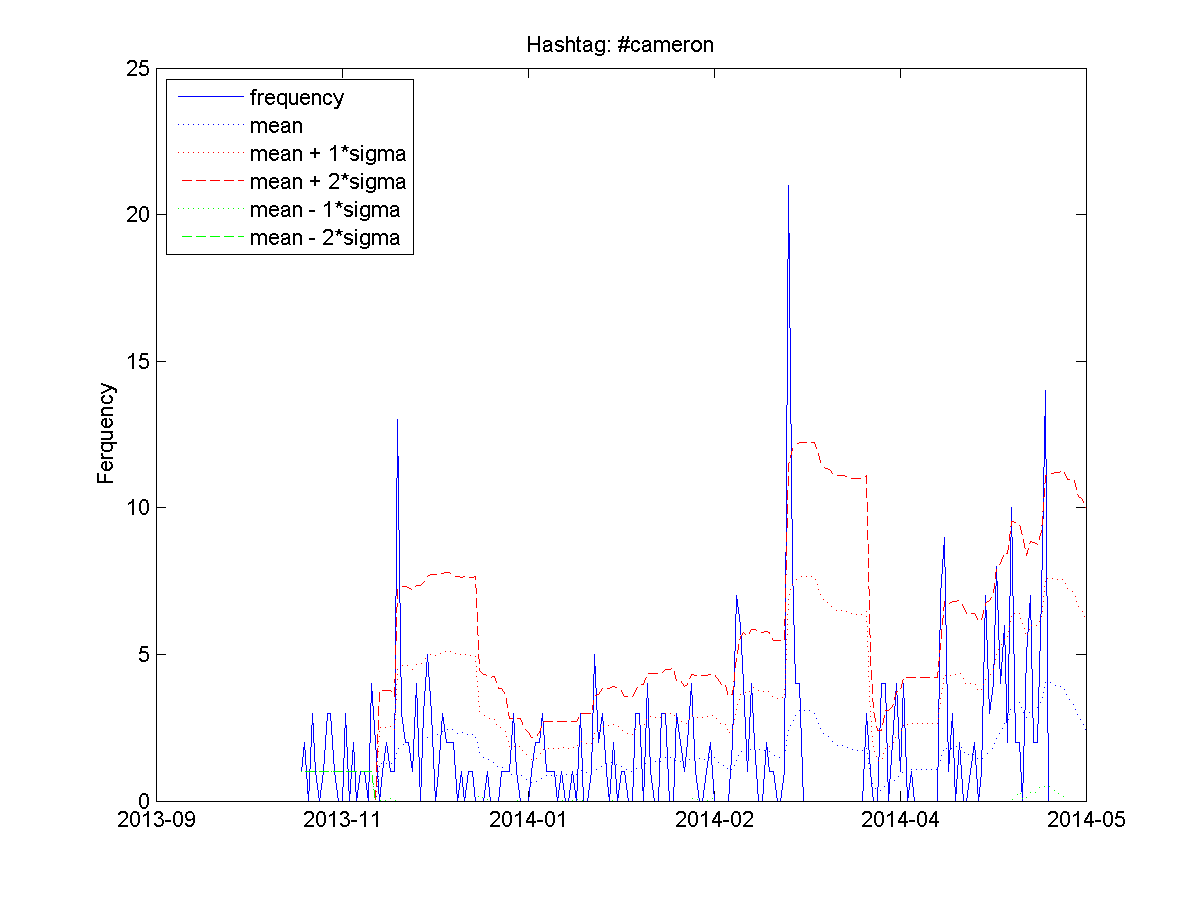 Hashtag: #cameron
25
frequency
mean
mean + 1*sigma
mean + 2*sigma
mean - 1*sigma
mean - 2*sigma
20
15
10
5
0
Ferquency
2013-09 2013-11 2014-01 2014-02 2014-04 2014-05